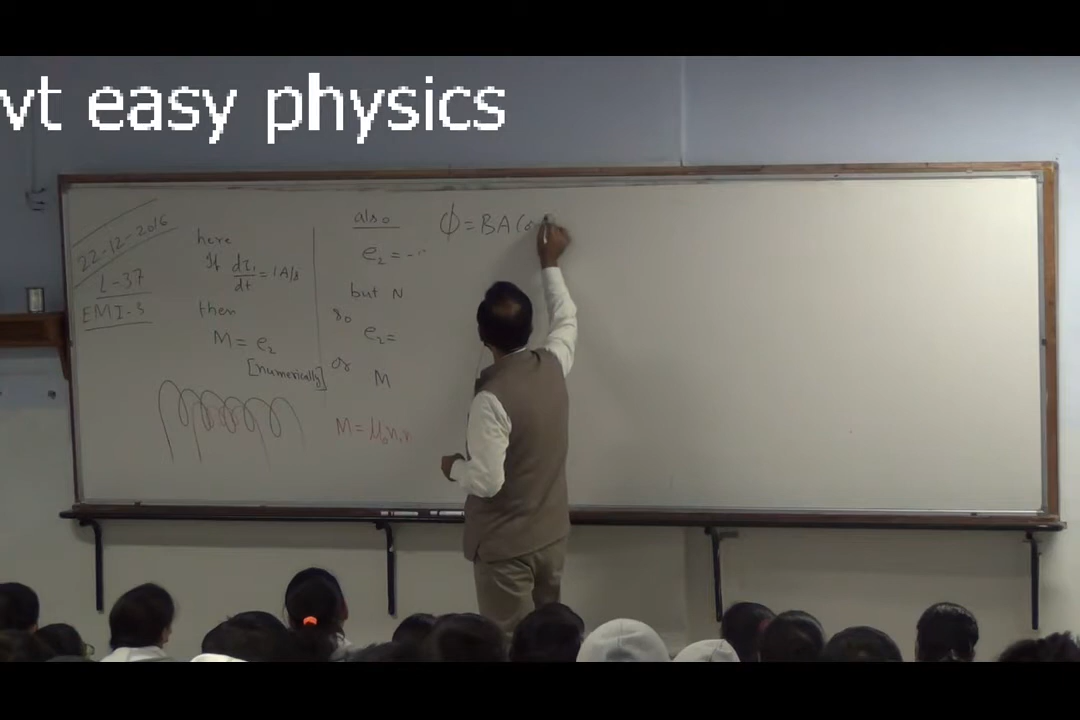 vt easy physics
22-12-2016
L-37
EMI-3
here
If dI₁/dt = 1A/s
then
M = e₂
[numerically]
also
e₂ = - ..
but N
so
e₂ =
or
M
M = μ₀n₁
ϕ = BA Co